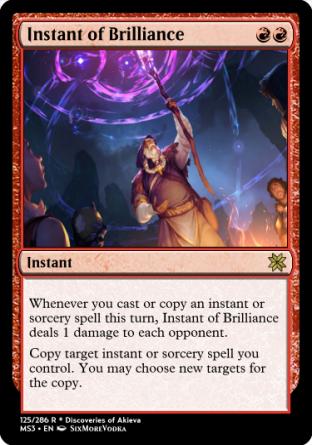 Instant of Brilliance
Instant
Whenever you cast or copy an instant or
sorcery spell this turn, Instant of Brilliance
deals 1 damage to each opponent.
Copy target instant or sorcery spell you
control. You may choose new targets for
the copy.
125/286 R * Discoveries of Akieva
MS3 • EN SixMoreVodka